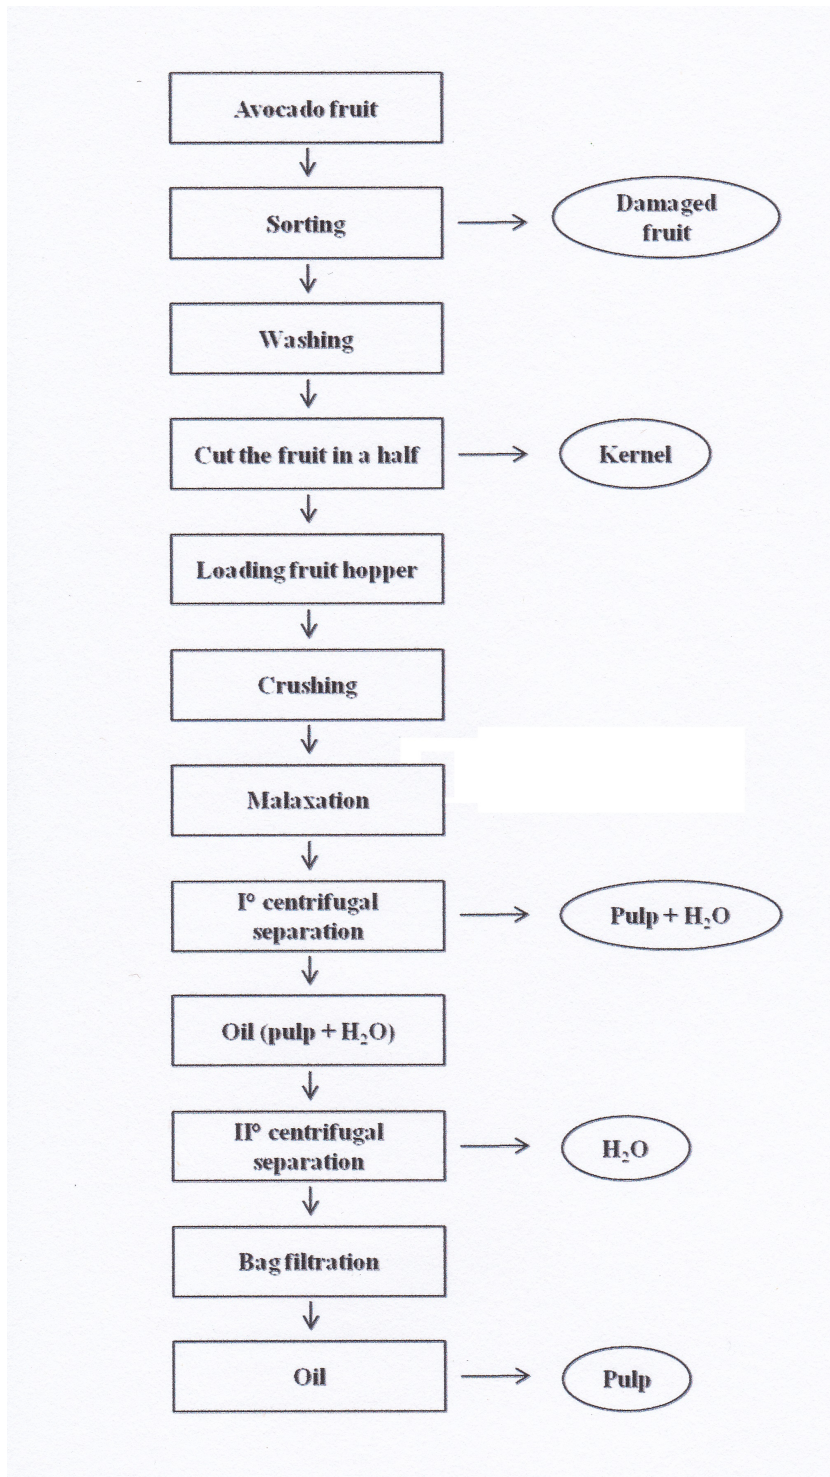 Avocado fruit
Sorting
Damaged
fruit
Washing
Cut the fruit in a half
Kernel
Loading fruit hopper
Crushing
Malaxation
I° centrifugal
separation
Pulp + H₂O
Oil (pulp + H₂O)
II° centrifugal
separation
H₂O
Bag filtration
Oil
Pulp